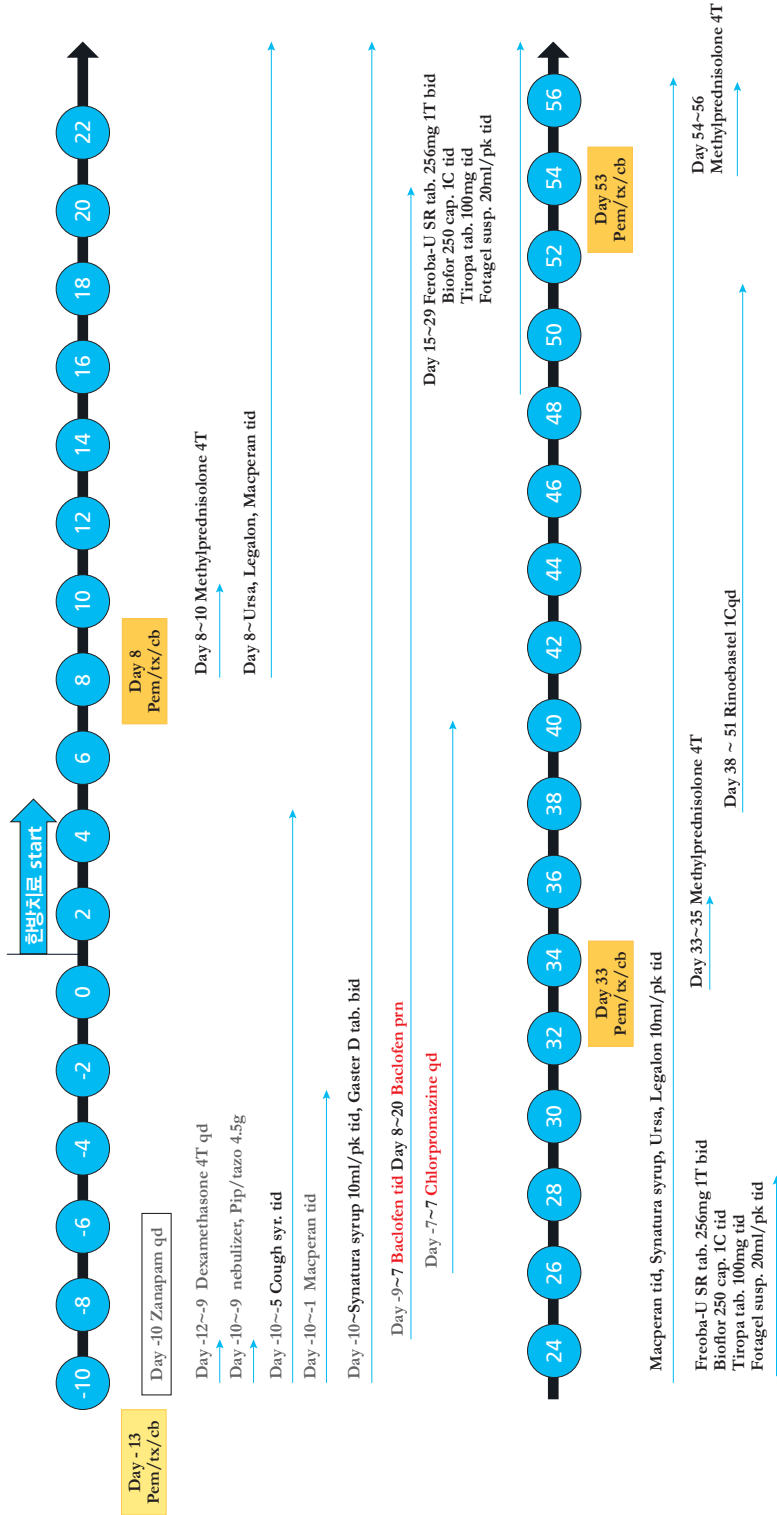 한방치료 start
-10 -8 -6 -4 -2 0 2 4 6 8 10 12 14 16 18 20 22
Day - 13
Pem/tx/cb
Day 8
Pem/tx/cb
Day -10 Zanapam qd
Day -12~-9 Dexamethasone 4T qd
Day -10~-9 nebulizer, Pip/tazo 4.5g
Day -10~-5 Cough syr. tid
Day -10~-1 Macperan tid
Day 8~10 Methylprednisolone 4T
Day 8~Ursa, Legalon, Macperan tid
Day -10~Synatura syrup 10ml/pk tid, Gaster D tab. bid
Day -9~7 Baclofen tid Day 8~20 Baclofen prn
Day -7~7 Chlorpromazine qd
Day 15~29 Feroba-U SR tab. 256mg 1T bid
Biofor 250 cap. 1C tid
Tiropa tab. 100mg tid
Fotagel susp. 20ml/pk tid
24 26 28 30 32 34 36 38 40 42 44 46 48 50 52 54 56
Day 33
Pem/tx/cb
Day 53
Pem/tx/cb
Macperan tid, Synatura syrup, Ursa, Legalon 10ml/pk tid
Freoba-U SR tab. 256mg 1T bid
Bioflor 250 cap. 1C tid
Tiropa tab. 100mg tid
Fotagel susp. 20ml/pk tid
Day 33~35 Methylprednisolone 4T
Day 38 ~ 51 Rinoebastel 1Cqd
Day 54~56
Methylprednisolone 4T